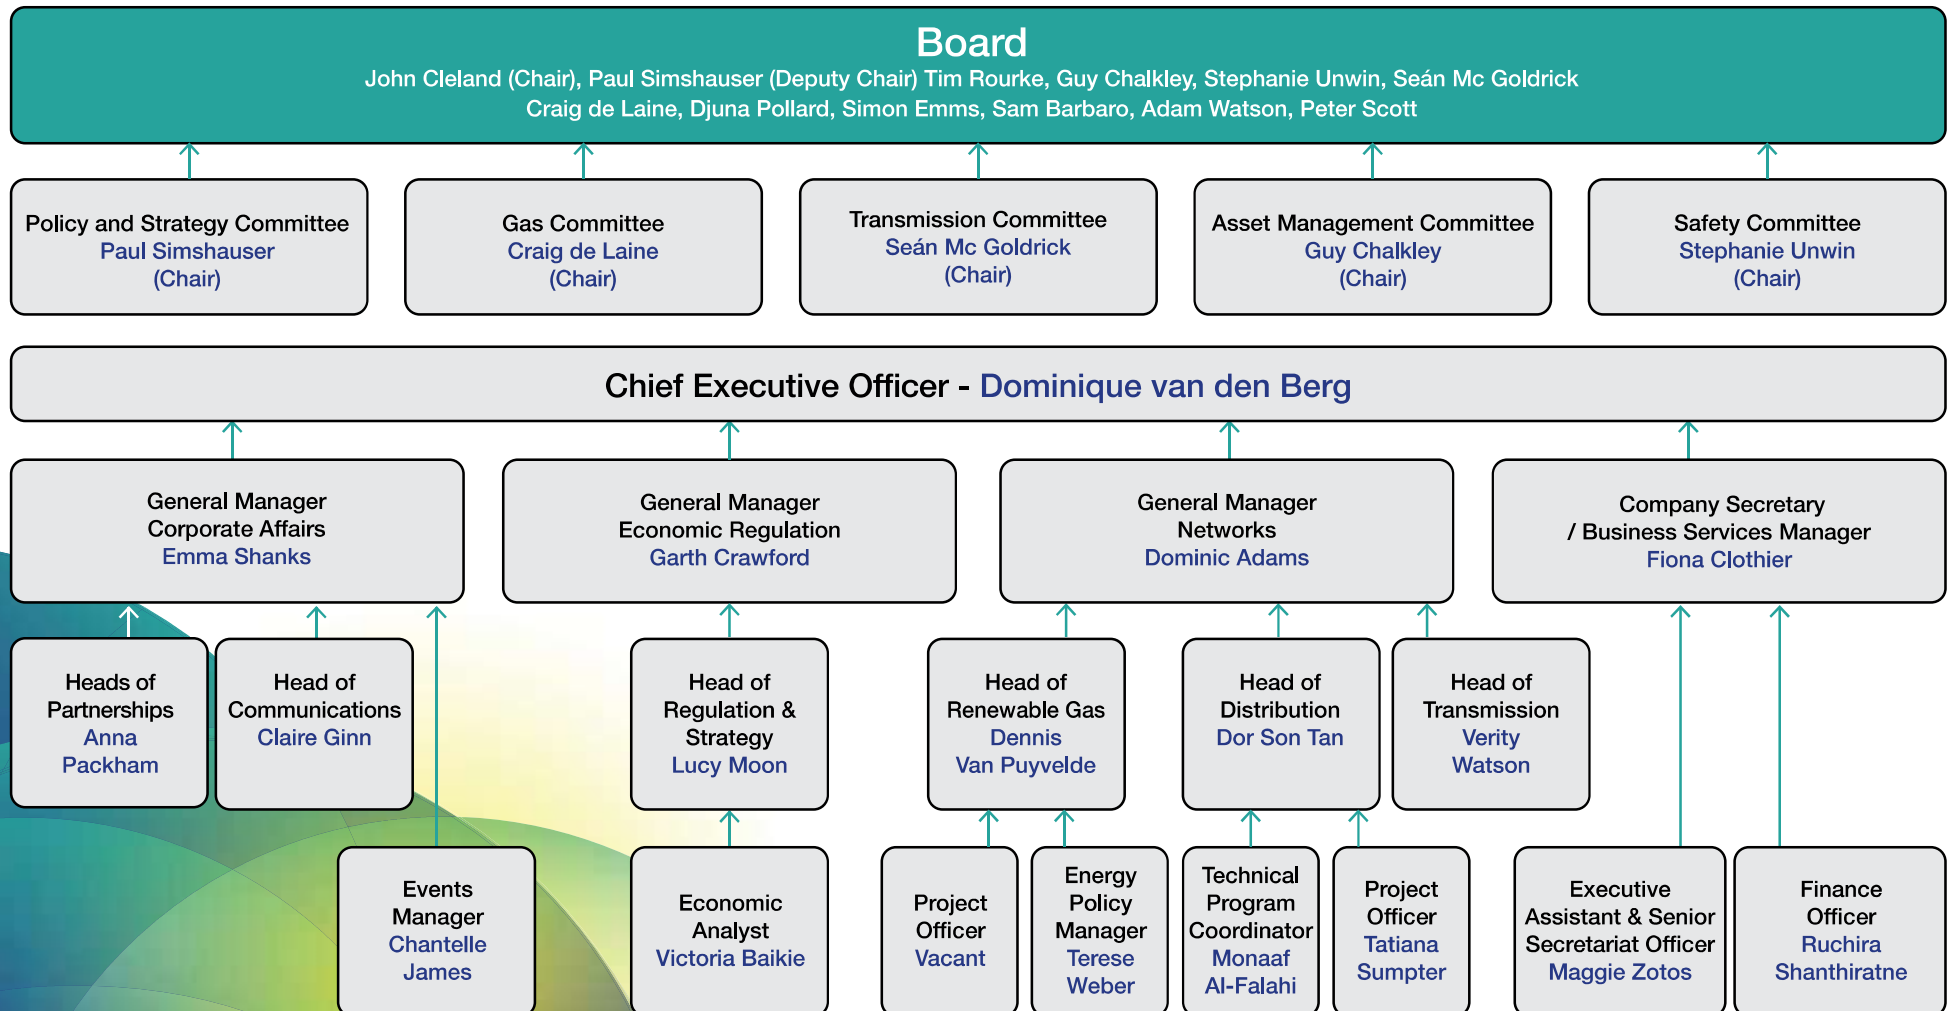 Board
John Cleland (Chair), Paul Simshauser (Deputy Chair) Tim Rourke, Guy Chalkley, Stephanie Unwin, Seán Mc Goldrick
Craig de Laine, Djuna Pollard, Simon Emms, Sam Barbaro, Adam Watson, Peter Scott
Policy and Strategy Committee
Paul Simshauser
(Chair)
Gas Committee
Craig de Laine
(Chair)
Transmission Committee
Seán Mc Goldrick
(Chair)
Asset Management Committee
Guy Chalkley
(Chair)
Safety Committee
Stephanie Unwin
(Chair)
Chief Executive Officer - Dominique van den Berg
General Manager
Corporate Affairs
Emma Shanks
General Manager
Economic Regulation
Garth Crawford
General Manager
Networks
Dominic Adams
Company Secretary
/ Business Services Manager
Fiona Clothier
Heads of
Partnerships
Anna
Packham
Head of
Communications
Claire Ginn
Head of
Regulation &
Strategy
Lucy Moon
Head of
Renewable Gas
Dennis
Van Puyvelde
Head of
Distribution
Dor Son Tan
Head of
Transmission
Verity
Watson
Events
Manager
Chantelle
James
Economic
Analyst
Victoria Baikie
Project
Officer
Vacant
Energy
Policy
Manager
Terese
Weber
Technical
Program
Coordinator
Monaaf
Al-Falahi
Project
Officer
Tatiana
Sumpter
Executive
Assistant & Senior
Secretariat Officer
Maggie Zotos
Finance
Officer
Ruchira
Shanthiratne